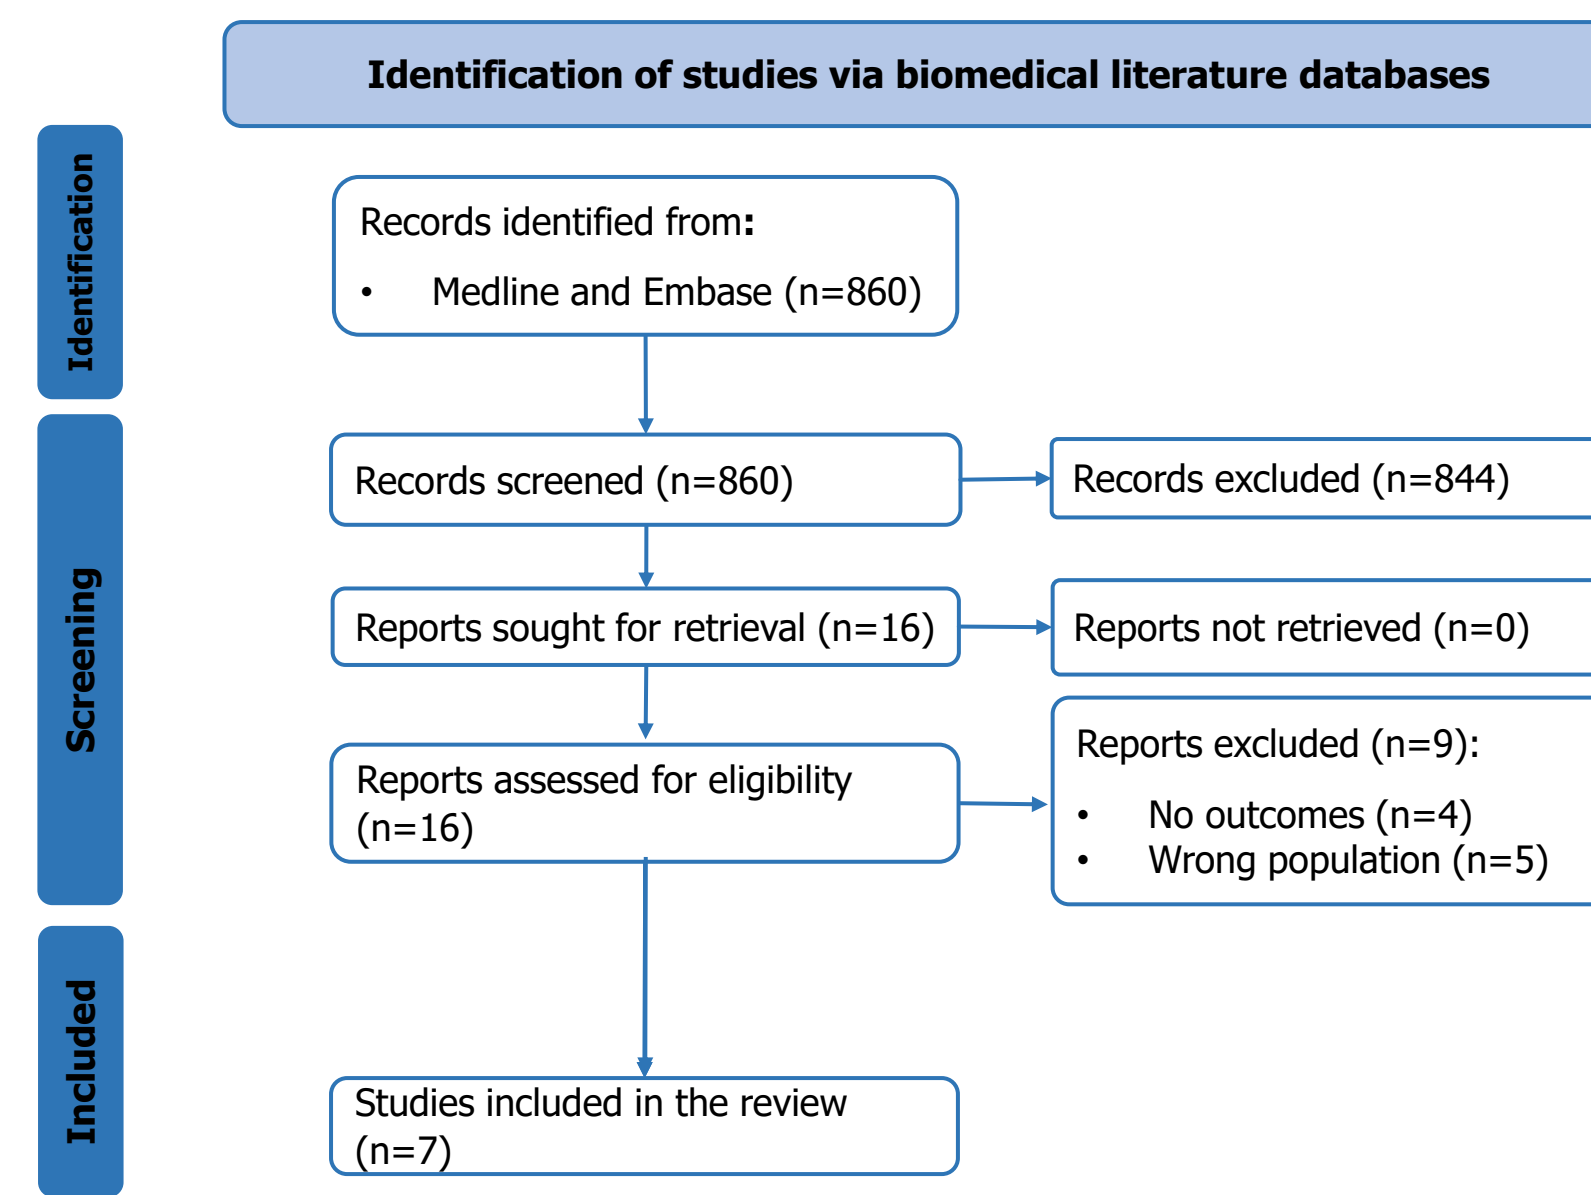 Identification of studies via biomedical literature databases
Identification
Records identified from:
• Medline and Embase (n=860)
Screening
Records screened (n=860)
Records excluded (n=844)
Reports sought for retrieval (n=16)
Reports not retrieved (n=0)
Reports assessed for eligibility
(n=16)
Reports excluded (n=9):
• No outcomes (n=4)
• Wrong population (n=5)
Included
Studies included in the review
(n=7)